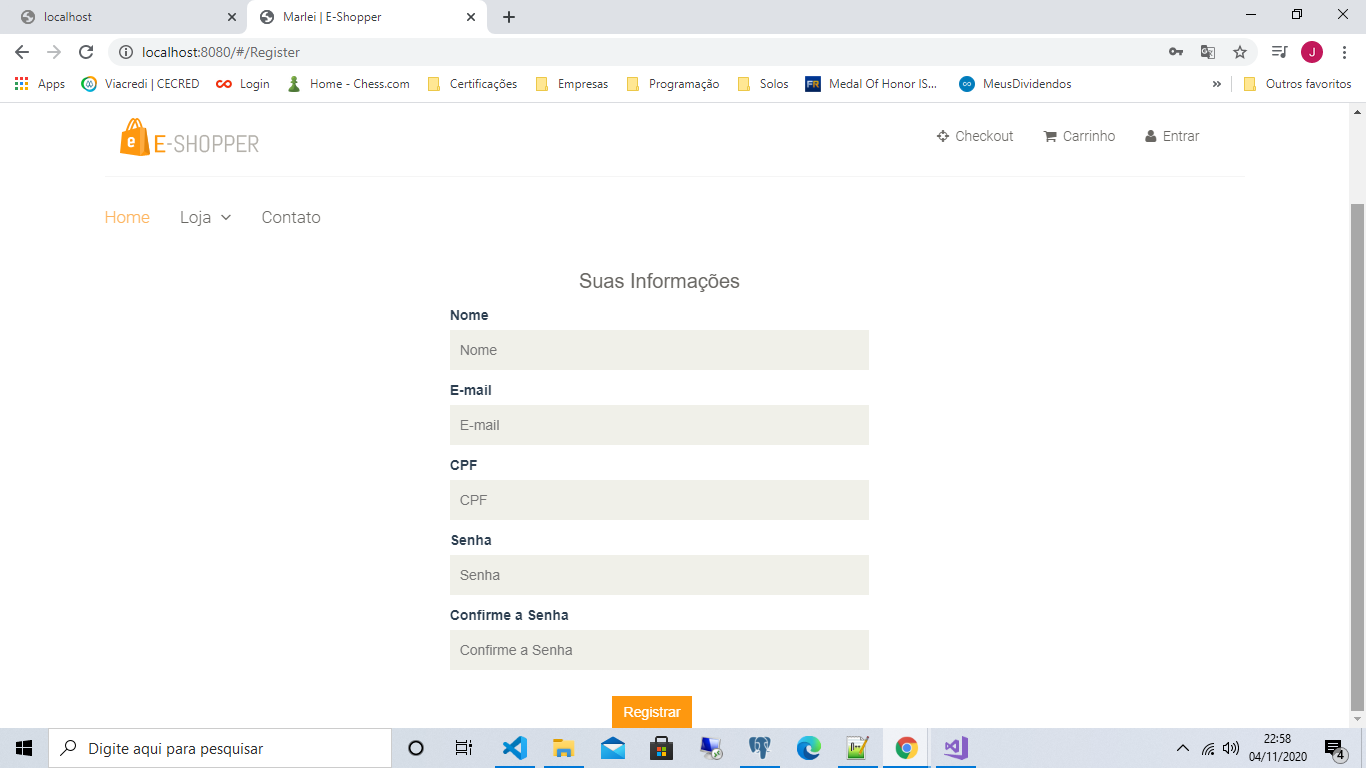 localhost
Marlei | E-Shopper
localhost:8080/#/Register
J
Apps
Viacredi | CECRED
Login
Home - Chess.com
Certificações
Empresas
Programação
Solos
FR
Medal Of Honor IS...
MeusDividendos
»
Outros favoritos
e
E-SHOPPER
Checkout
Carrinho
Entrar
Home
Loja
Contato
Suas Informações
Nome
Nome
E-mail
E-mail
CPF
CPF
Senha
Senha
Confirme a Senha
Confirme a Senha
Registrar
Digite aqui para pesquisar
22:58
04/11/2020
4